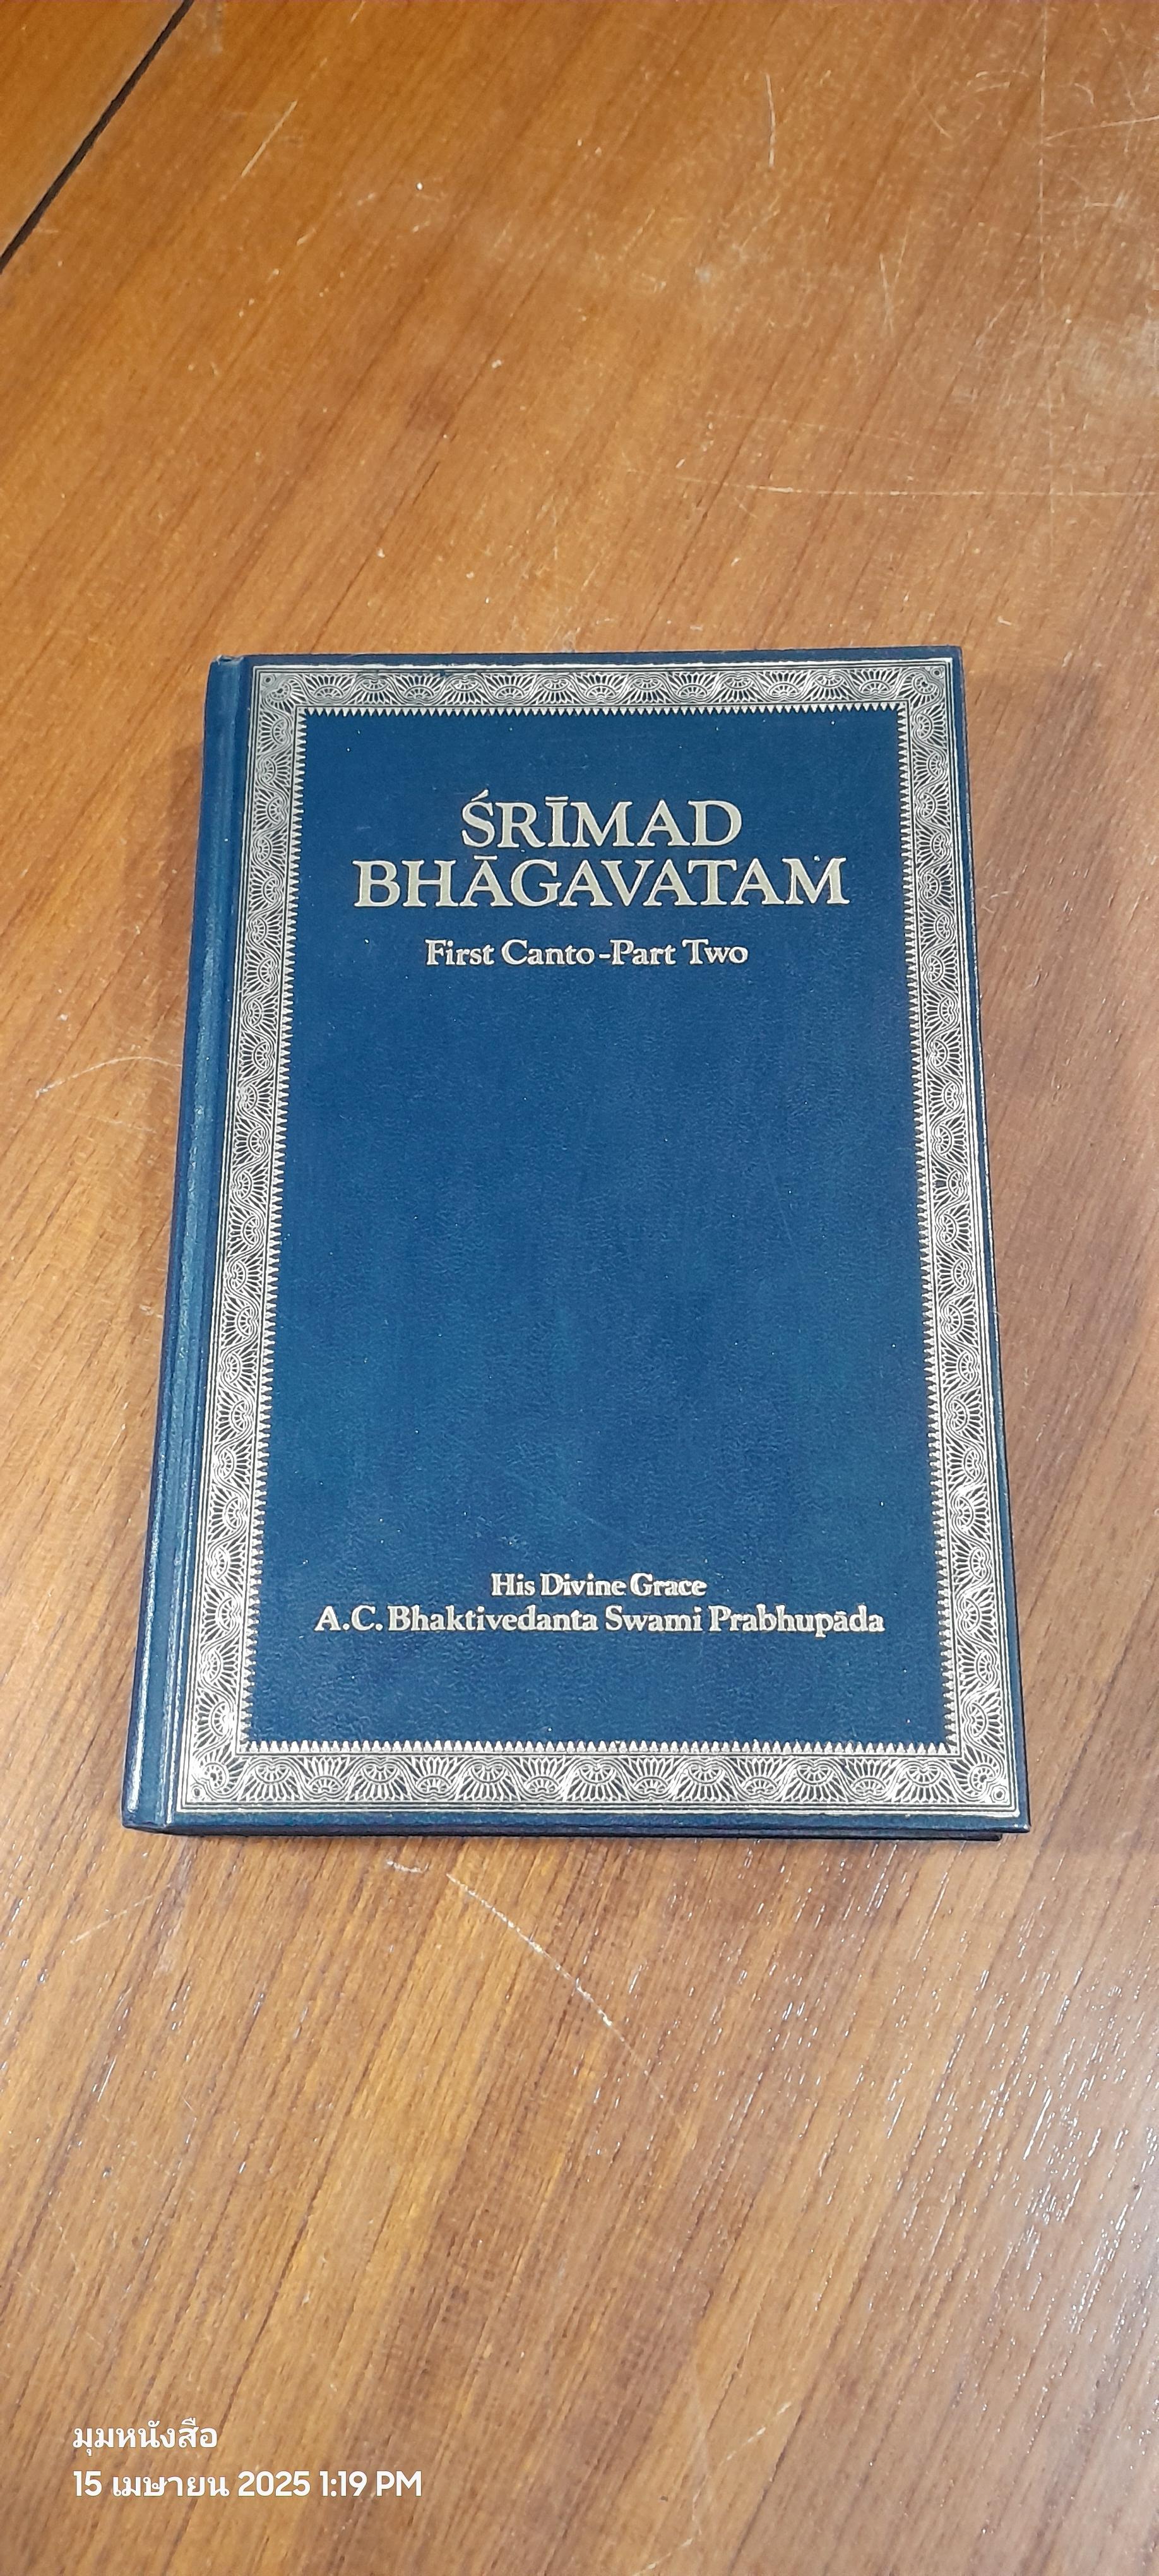 ŚRĪMAD
BHĀGAVATAṀ
First Canto-Part Two
His Divine Grace
A.C. Bhaktivedanta Swami Prabhupāda
มุมหนังสือ
15 เมษายน 2025 1:19 PM